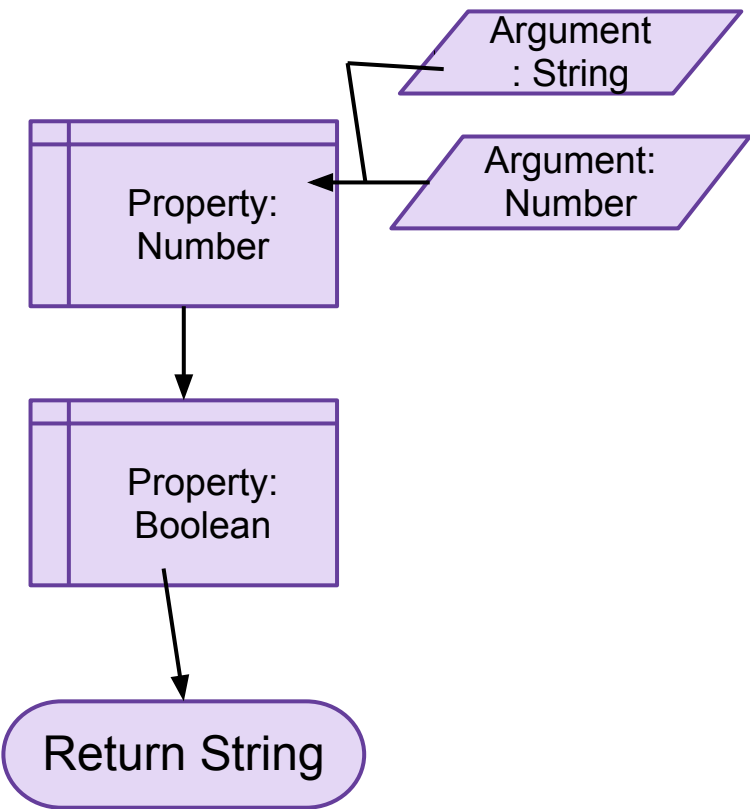 Argument
: String
Argument:
Number
Property:
Number
Property:
Boolean
Return String